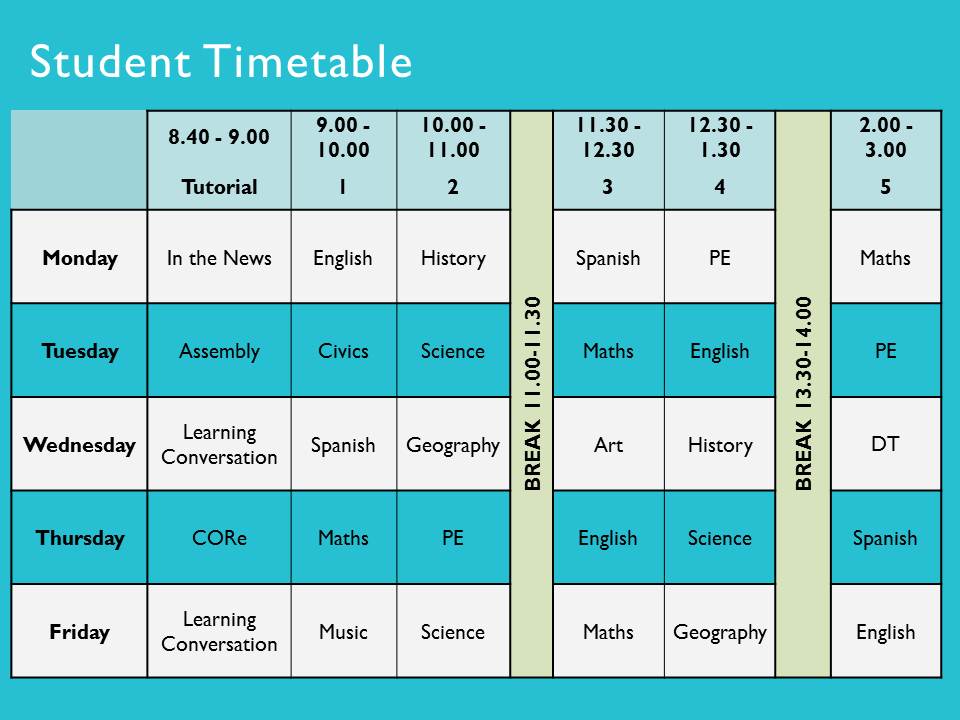 Student Timetable
8.40 - 9.00
Tutorial
9.00 -
10.00
1
10.00 -
11.00
2
BREAK 11.00-11.30
11.30 -
12.30
3
12.30 -
1.30
4
BREAK 13.30-14.00
2.00 -
3.00
5
Monday
In the News
English
History
Spanish
PE
Maths
Tuesday
Assembly
Civics
Science
Maths
English
PE
Wednesday
Learning
Conversation
Spanish
Geography
Art
History
DT
Thursday
CORe
Maths
PE
English
Science
Spanish
Friday
Learning
Conversation
Music
Science
Maths
Geography
English